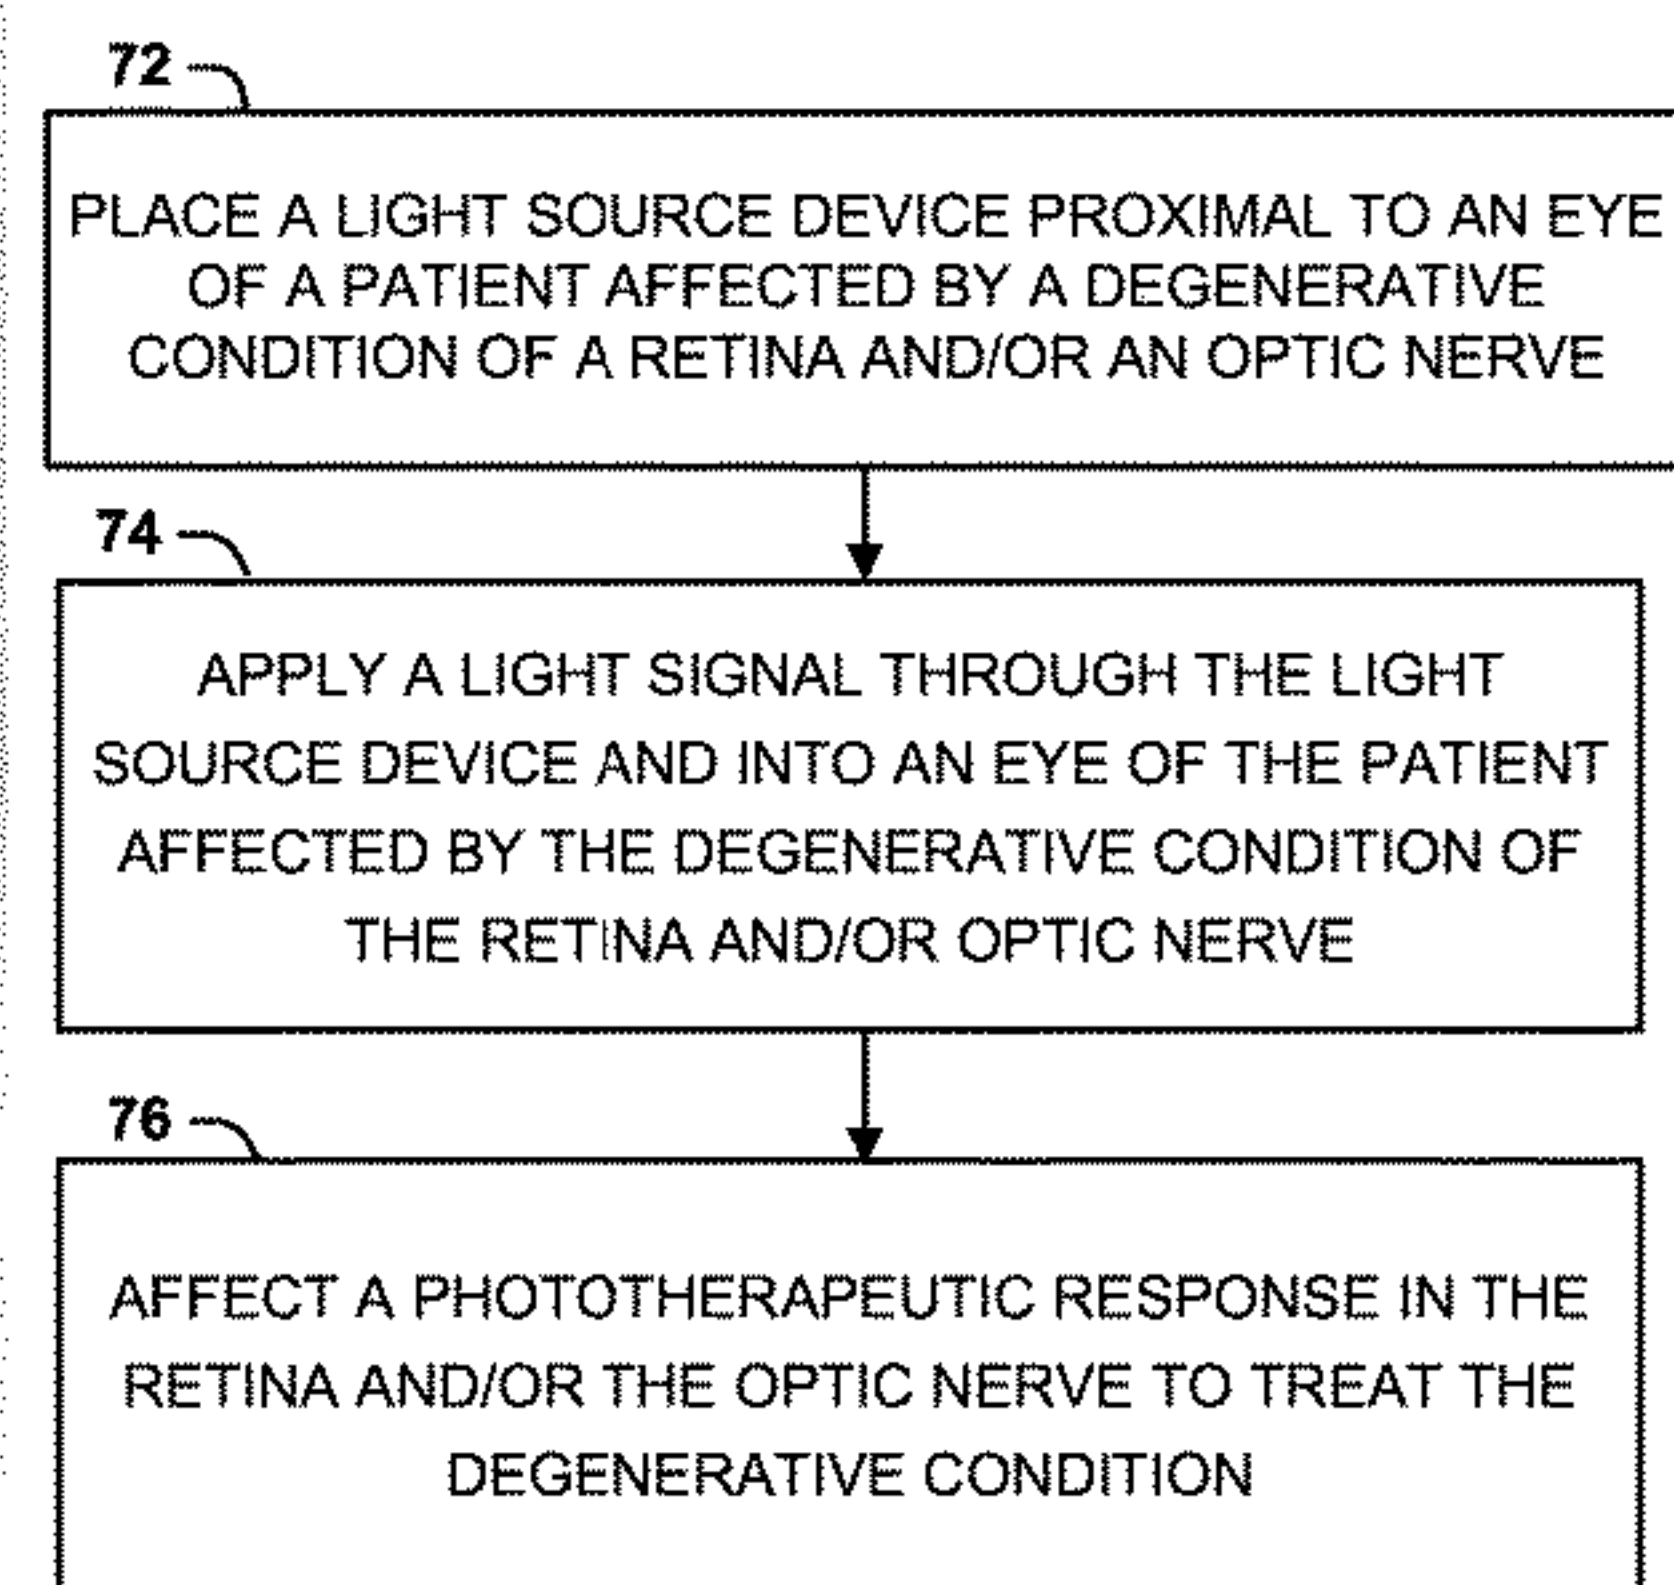 72
PLACE A LIGHT SOURCE DEVICE PROXIMAL TO AN EYE
OF A PATIENT AFFECTED BY A DEGENERATIVE
CONDITION OF A RETINA AND/OR AN OPTIC NERVE
74
APPLY A LIGHT SIGNAL THROUGH THE LIGHT
SOURCE DEVICE AND INTO AN EYE OF THE PATIENT
AFFECTED BY THE DEGENERATIVE CONDITION OF
THE RETINA AND/OR OPTIC NERVE
76
AFFECT A PHOTOTHERAPEUTIC RESPONSE IN THE
RETINA AND/OR THE OPTIC NERVE TO TREAT THE
DEGENERATIVE CONDITION